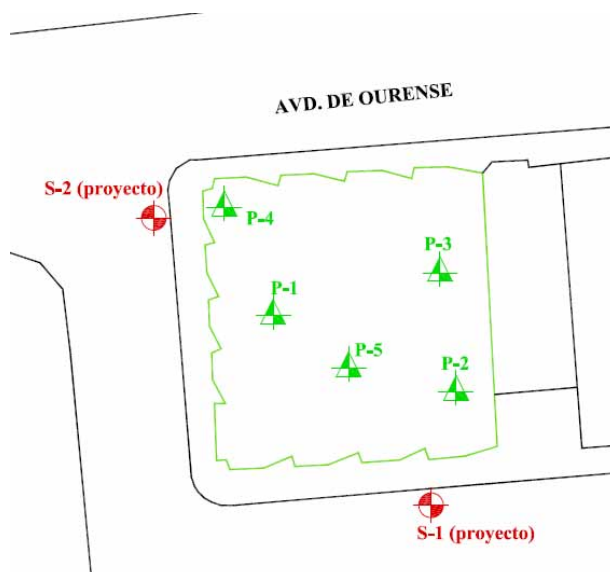 AVD. DE OURENSE
S-2 (proyecto)
P-4
P-3
P-1
P-5
P-2
S-1 (proyecto)